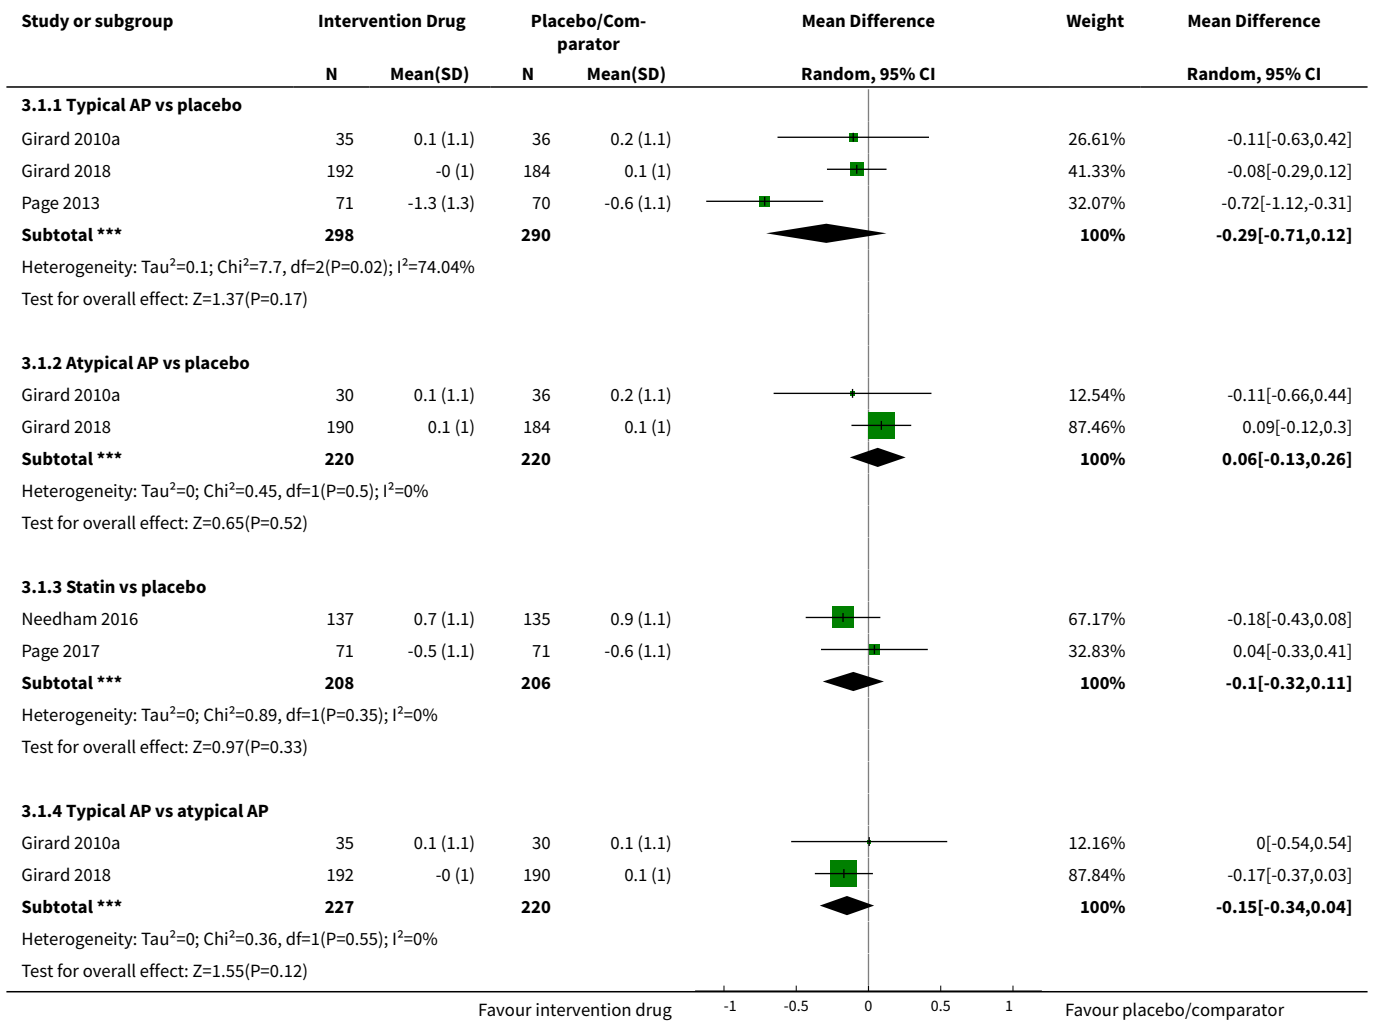 Study or subgroup Intervention Drug Placebo/Com- Mean Difference Weight Mean Difference
parator
N Mean(SD) N Mean(SD) Random, 95% CI Random, 95% CI
3.1.1 Typical AP vs placebo
Girard 2010a 35 0.1 (1.1) 36 0.2 (1.1) 26.61% -0.11[-0.63,0.42]
Girard 2018 192 -0 (1) 184 0.1 (1) 41.33% -0.08[-0.29,0.12]
Page 2013 71 -1.3 (1.3) 70 -0.6 (1.1) 32.07% -0.72[-1.12,-0.31]
Subtotal *** 298 290 100% -0.29[-0.71,0.12]
Heterogeneity: Tau²=0.1; Chi²=7.7, df=2(P=0.02); I²=74.04%
Test for overall effect: Z=1.37(P=0.17)
3.1.2 Atypical AP vs placebo
Girard 2010a 30 0.1 (1.1) 36 0.2 (1.1) 12.54% -0.11[-0.66,0.44]
Girard 2018 190 0.1 (1) 184 0.1 (1) 87.46% 0.09[-0.12,0.3]
Subtotal *** 220 220 100% 0.06[-0.13,0.26]
Heterogeneity: Tau²=0; Chi²=0.45, df=1(P=0.5); I²=0%
Test for overall effect: Z=0.65(P=0.52)
3.1.3 Statin vs placebo
Needham 2016 137 0.7 (1.1) 135 0.9 (1.1) 67.17% -0.18[-0.43,0.08]
Page 2017 71 -0.5 (1.1) 71 -0.6 (1.1) 32.83% 0.04[-0.33,0.41]
Subtotal *** 208 206 100% -0.1[-0.32,0.11]
Heterogeneity: Tau²=0; Chi²=0.89, df=1(P=0.35); I²=0%
Test for overall effect: Z=0.97(P=0.33)
3.1.4 Typical AP vs atypical AP
Girard 2010a 35 0.1 (1.1) 30 0.1 (1.1) 12.16% 0[-0.54,0.54]
Girard 2018 192 -0 (1) 190 0.1 (1) 87.84% -0.17[-0.37,0.03]
Subtotal *** 227 220 100% -0.15[-0.34,0.04]
Heterogeneity: Tau²=0; Chi²=0.36, df=1(P=0.55); I²=0%
Test for overall effect: Z=1.55(P=0.12)
Favour intervention drug -1 -0.5 0 0.5 1 Favour placebo/comparator